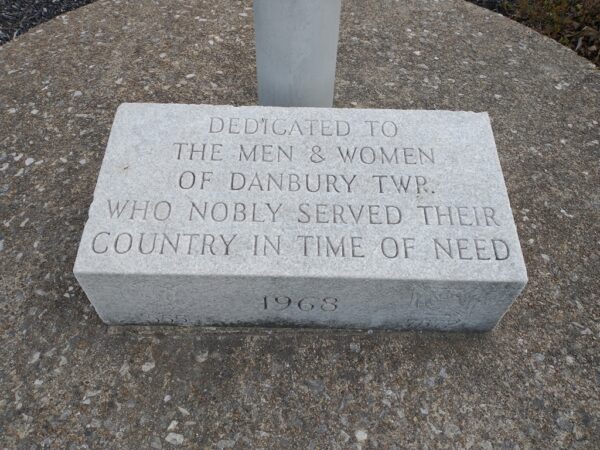 DEDICATED TO
THE MEN & WOMEN
OF DANBURY TWP.
WHO NOBLY SERVED THEIR
COUNTRY IN TIME OF NEED
1968